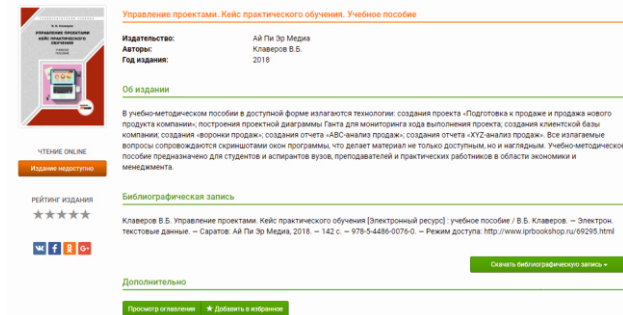 Управление проектами. Кейс практического обучения. Учебное пособие
УПРАВЛЕНИЕ ПРОЕКТАМИ
КЕЙС ПРАКТИЧЕСКОГО
ОБУЧЕНИЯ
Издательство: Ай Пи Эр Медиа
Авторы: Клаверов В.Б.
Год издания: 2018
Об издании
В учебно-методическом пособии в доступной форме излагаются технологии: создания проекта «Подготовка к продаже и продажа нового
продукта компании»; построения проектной диаграммы Ганта для мониторинга хода выполнения проекта; создания клиентской базы
компании; создания «воронки продаж»; создания отчета «ABC-анализ продаж»; создания отчета «XYZ-анализ продаж». Все излагаемые
вопросы сопровождаются скриншотами окон программы, что делает материал не только доступным, но и наглядным. Учебно-методическое
пособие предназначено для студентов и аспирантов вузов, преподавателей и практических работников в области экономики и
менеджмента.
ЧТЕНИЕ ONLINE
Издание недоступно
РЕЙТИНГ ИЗДАНИЯ
Библиографическая запись
Клаверов В.Б. Управление проектами. Кейс практического обучения [Электронный ресурс] : учебное пособие / В.Б. Клаверов. — Электрон.
текстовые данные. — Саратов: Ай Пи Эр Медиа, 2018. — 142 c. — 978-5-4486-0076-0. — Режим доступа: http://www.iprbookshop.ru/69295.html
Скачать библиографическую запись
Дополнительно
Просмотр оглавления ★ Добавить в избранное